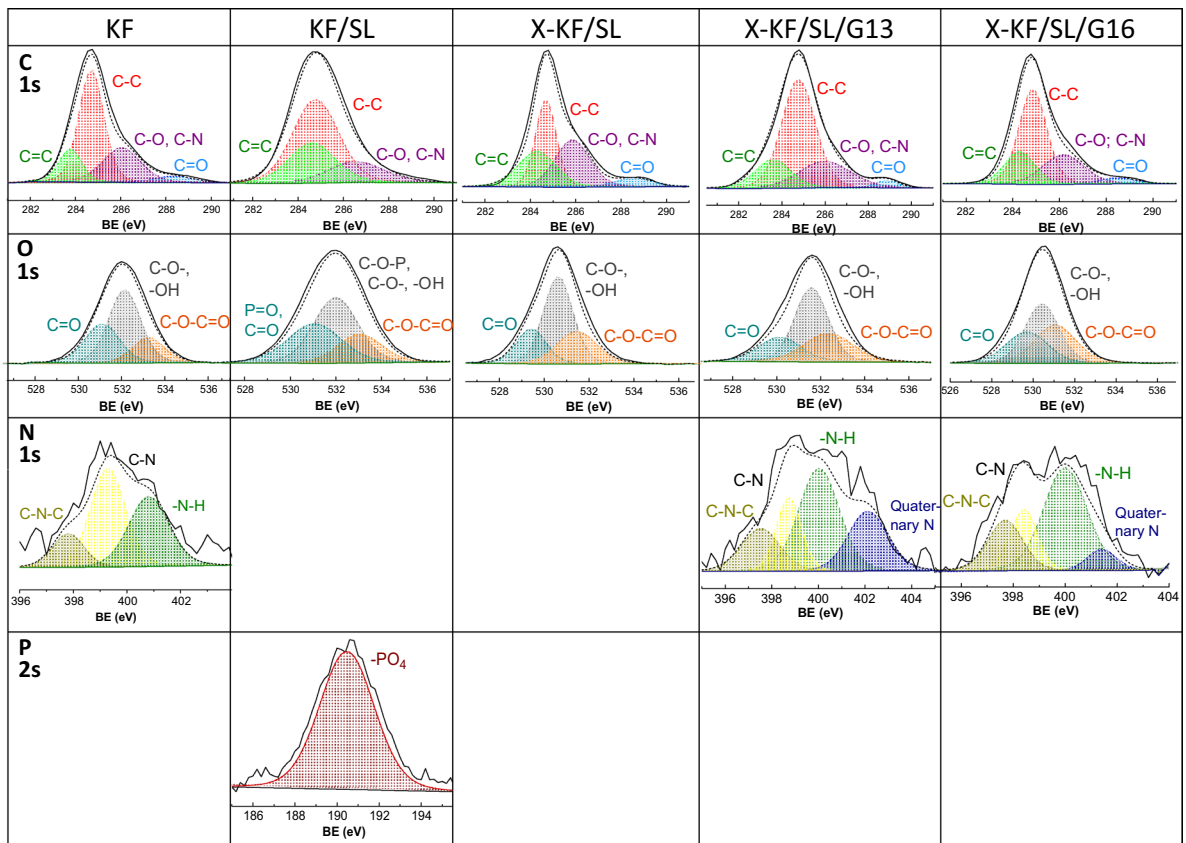 KF KF/SL X-KF/SL X-KF/SL/G13 X-KF/SL/G16
C
1s
C-C
C=C
C-O, C-N
C=O
282 284 286 288 290
BE (eV)
C-C
C=C
C-O, C-N
282 284 286 288 290
BE (eV)
C-C
C-O, C-N
C=C
C=O
282 284 286 288 290
BE (eV)
C-C
C-O, C-N
C=C
C=O
282 284 286 288 290
BE (eV)
C-C
C-O; C-N
C=C
C=O
282 284 286 288 290
BE (eV)
O
1s
C-O-,
-OH
C=O
C-O-C=O
528 530 532 534 536
BE (eV)
C-O-P,
C-O-, -OH
P=O,
C=O
C-O-C=O
528 530 532 534 536
BE (eV)
C-O-,
-OH
C=O
C-O-C=O
526 528 530 532 534 536
BE (eV)
C-O-,
-OH
C=O
C-O-C=O
528 530 532 534 536
BE (eV)
C-O-,
-OH
C=O
C-O-C=O
526 528 530 532 534 536
BE (eV)
N
1s
C-N
C-N-C
-N-H
396 398 400 402
BE (eV)
C-N
-N-H
C-N-C
Quater-
nary N
396 398 400 402 404
BE (eV)
C-N
-N-H
C-N-C
Quater-
nary N
396 398 400 402 404
BE (eV)
P
2s
-PO4
186 188 190 192 194
BE (eV)